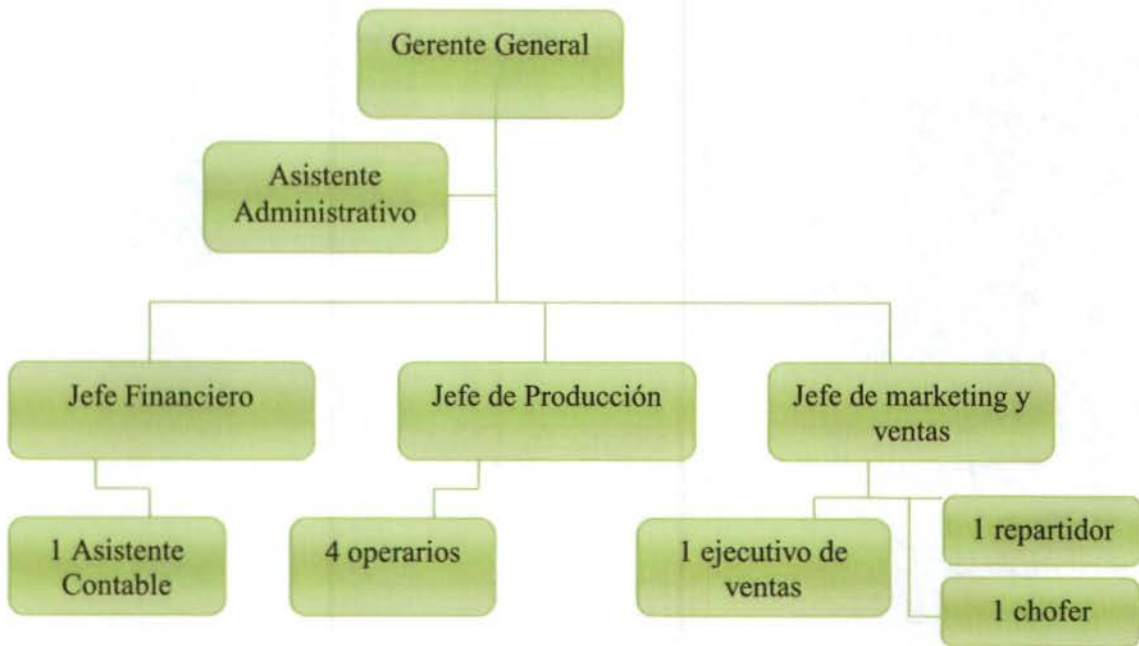 Gerente General
Asistente
Administrativo
Jefe Financiero
Jefe de Producción
Jefe de marketing y
ventas
1 Asistente
Contable
4 operarios
1 ejecutivo de
ventas
1 repartidor
1 chofer